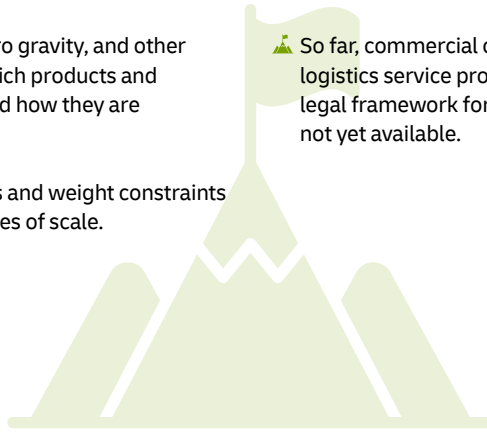 ro gravity, and other
ich products and
d how they are
s and weight constraints
es of scale.
So far, commercial
logistics service pro
legal framework for
not yet available.